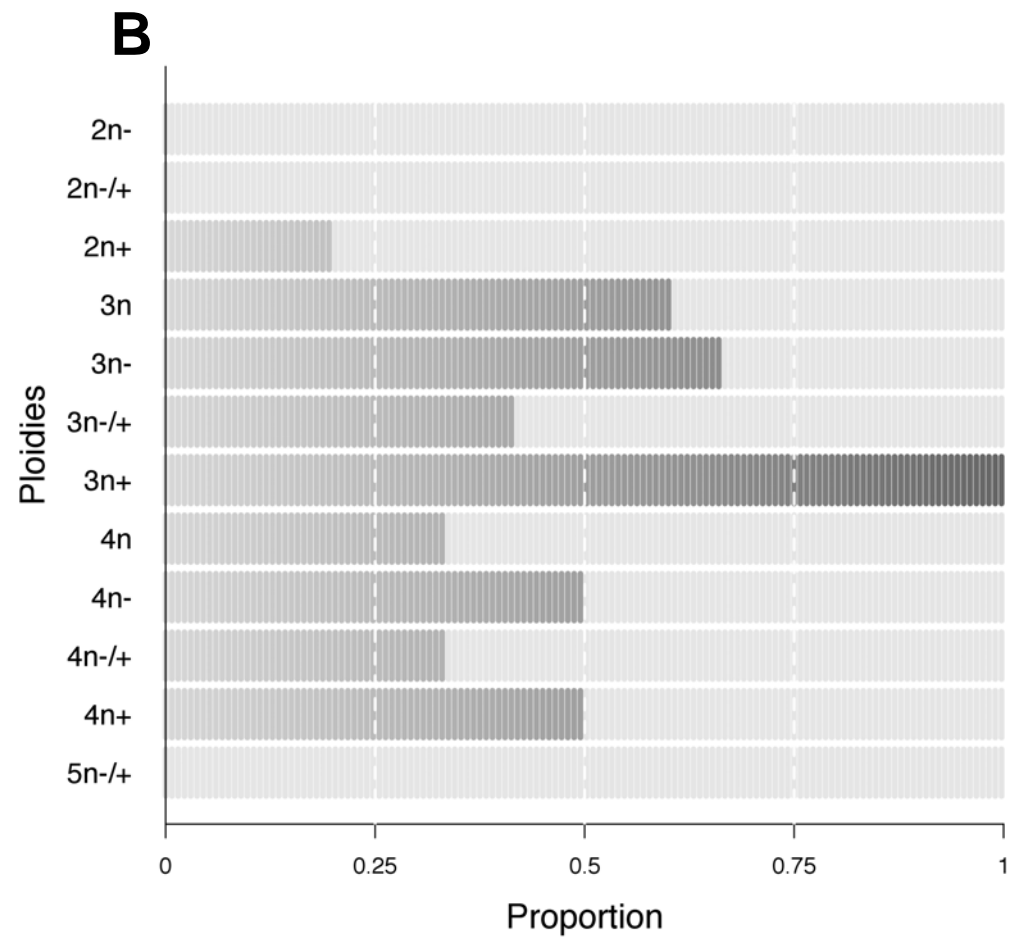 B
2n-
2n-/+
2n+
3n
3n-
3n-/+
3n+
4n
4n-
4n-/+
4n+
5n-/+
Ploidies
0 0.25 0.5 0.75 1
Proportion